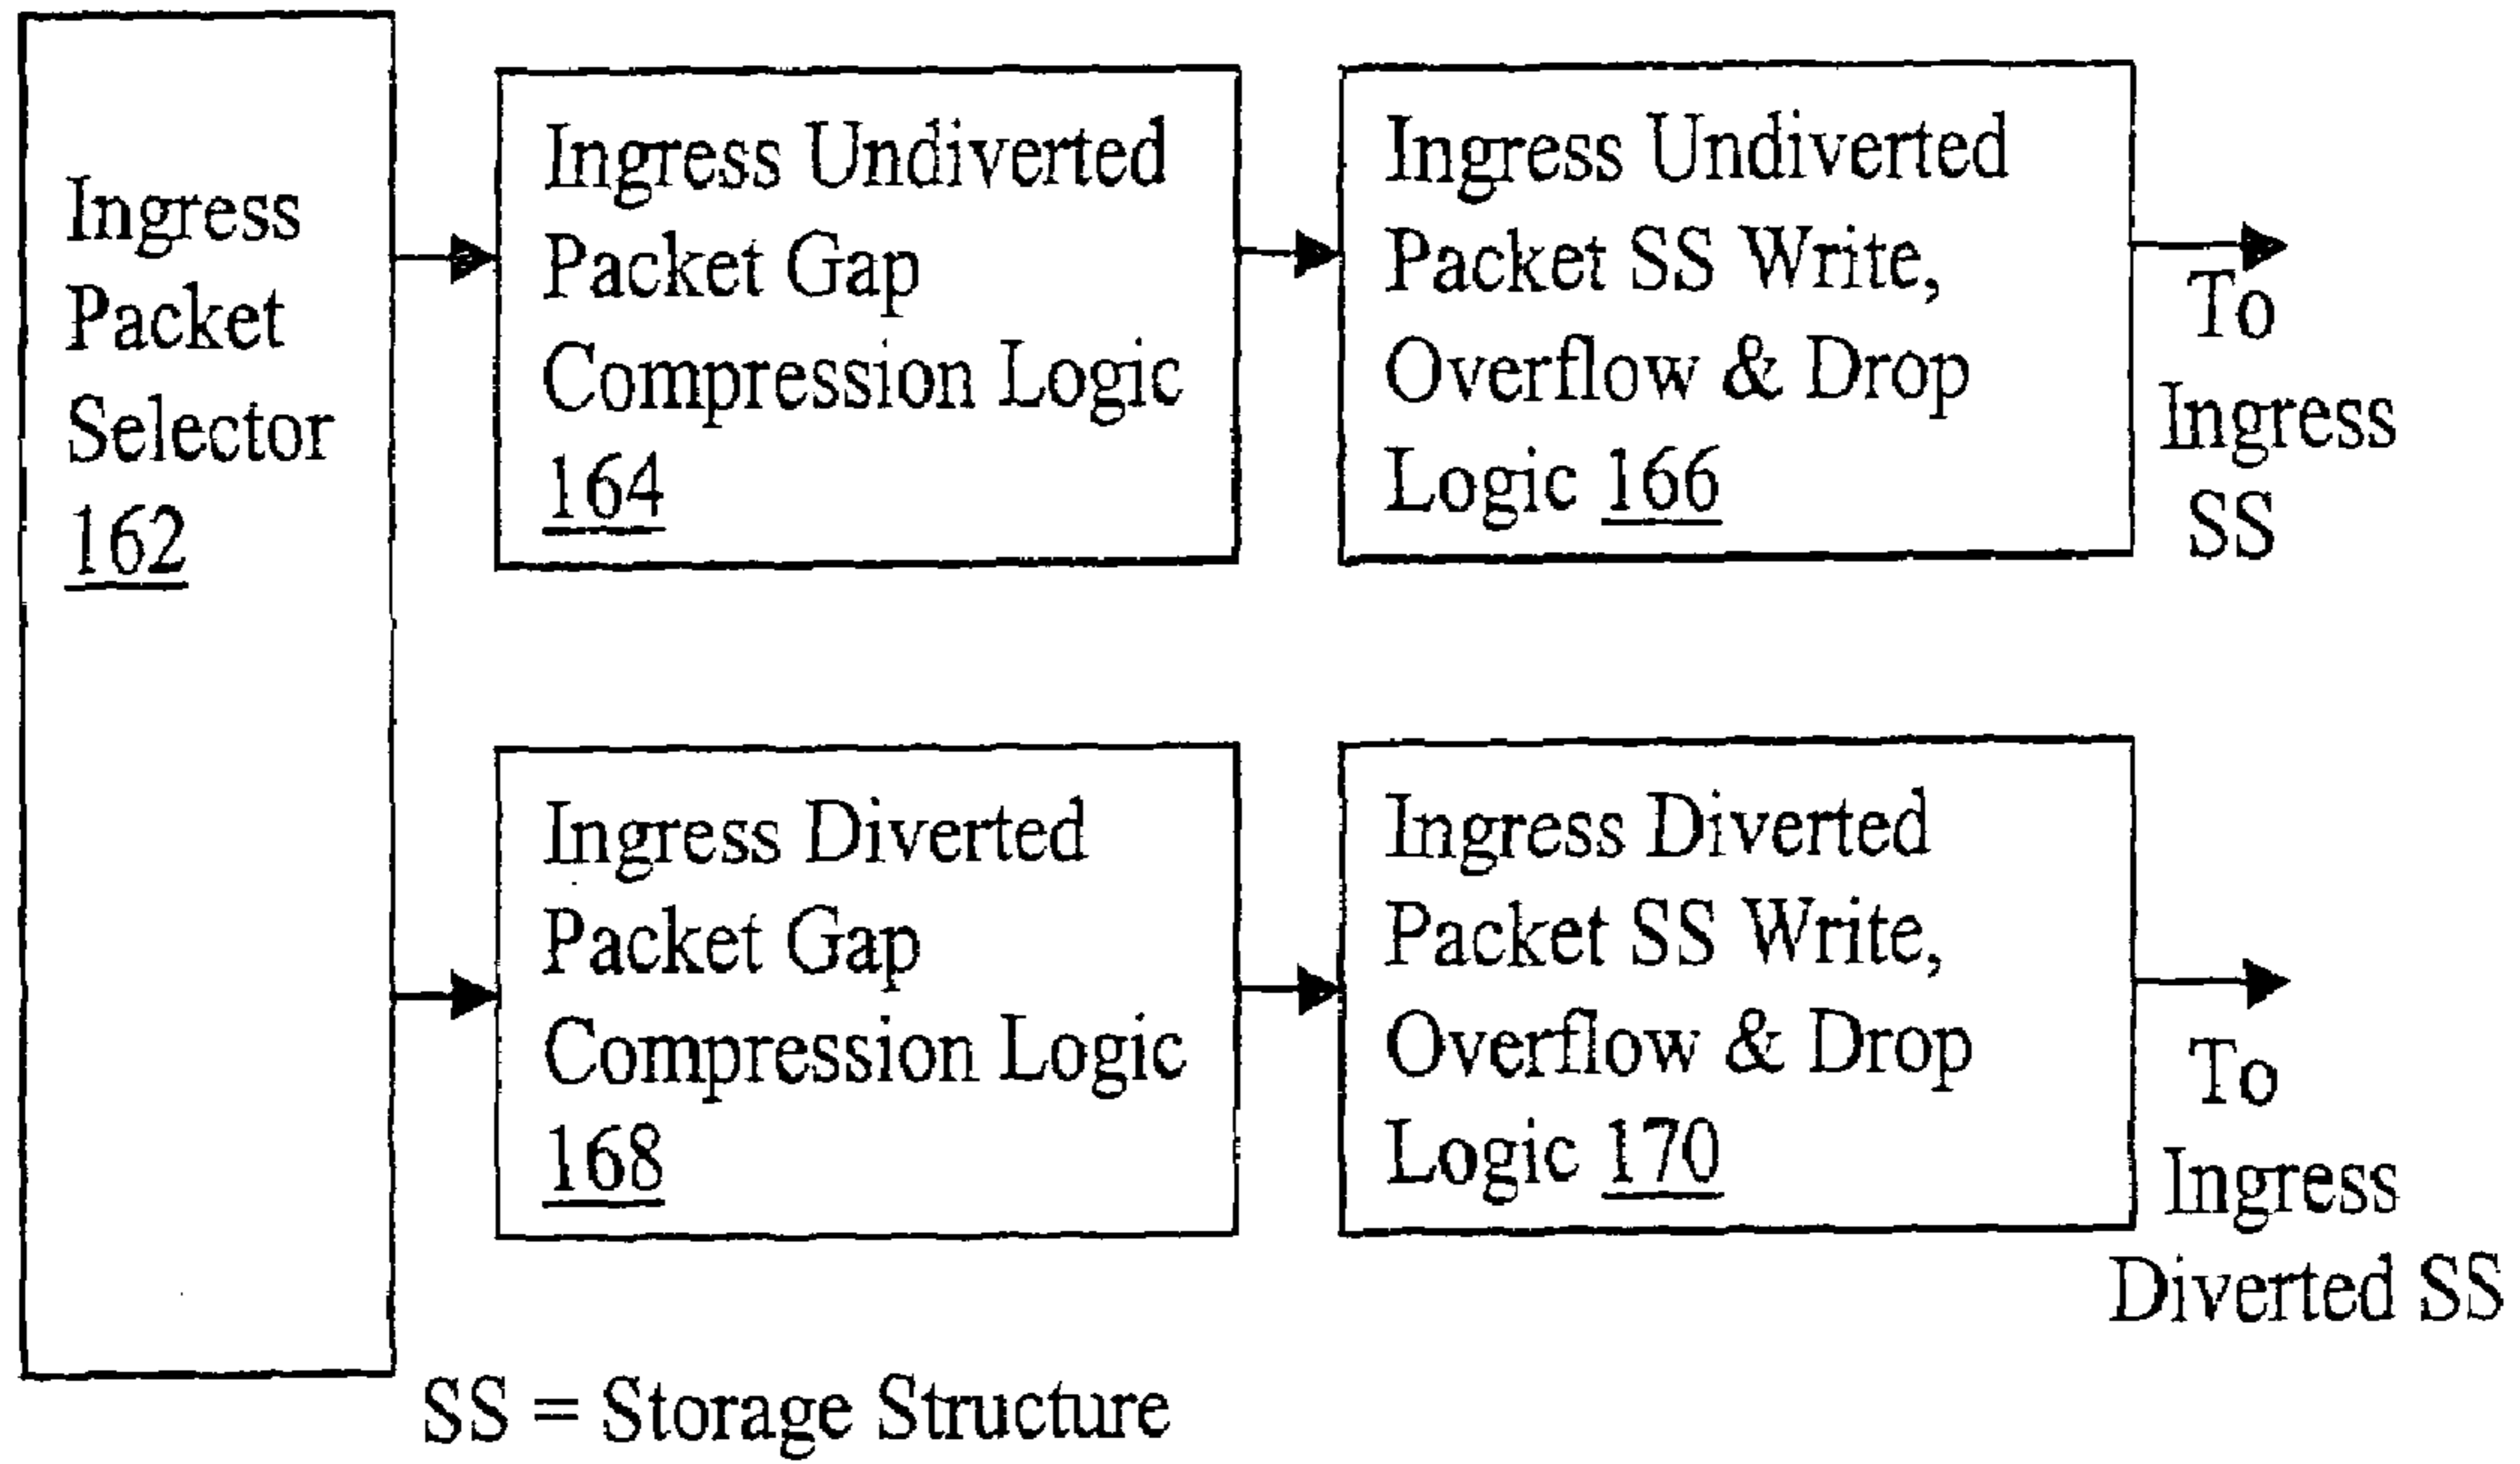 Ingress
Packet
Selector
162
Ingress Undiverted
Packet Gap
Compression Logic
164
Ingress Undiverted
Packet SS Write,
Overflow & Drop
Logic 166
To
Ingress
SS
Ingress Diverted
Packet Gap
Compression Logic
168
Ingress Diverted
Packet SS Write,
Overflow & Drop
Logic 170
To
Ingress
Diverted SS
SS = Storage Structure